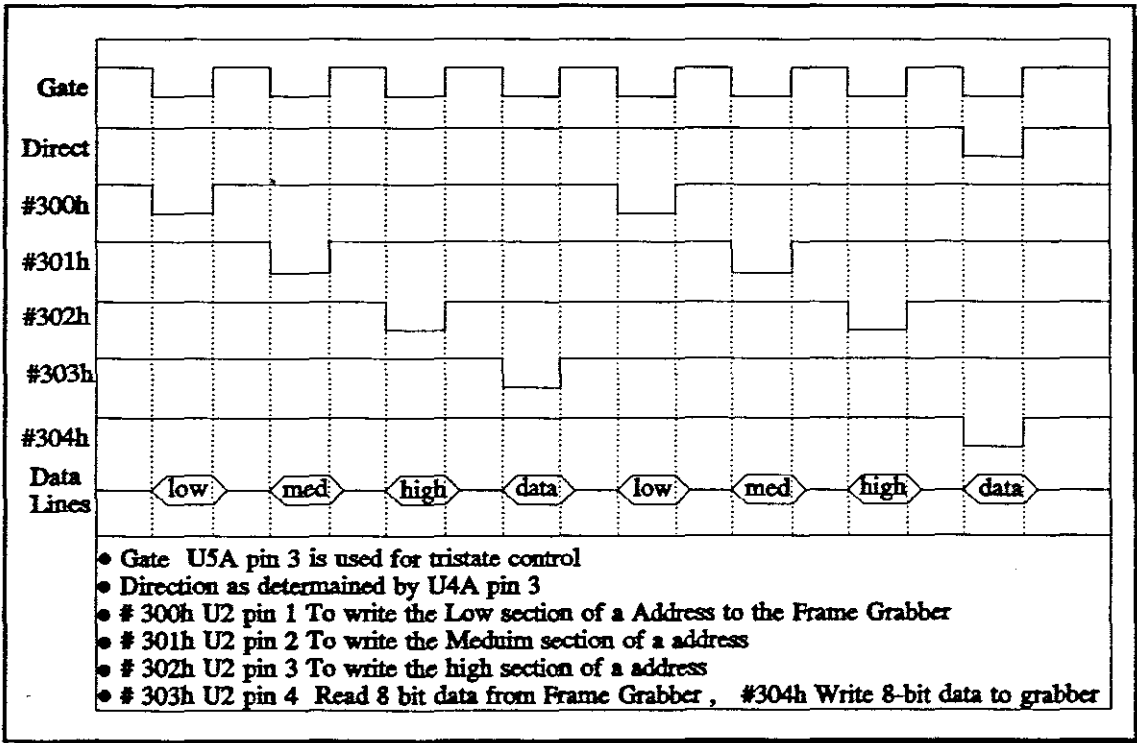 Gate
Direct
#300h
#301h
#302h
#303h
#304h
Data
Lines
low med high data low med high data
● Gate U5A pin 3 is used for tristate control
● Direction as determained by U4A pin 3
● # 300h U2 pin 1 To write the Low section of a Address to the Frame Grabber
● # 301h U2 pin 2 To write the Meduim section of a address
● # 302h U2 pin 3 To write the high section of a address
● # 303h U2 pin 4 Read 8 bit data from Frame Grabber , #304h Write 8-bit data to grabber